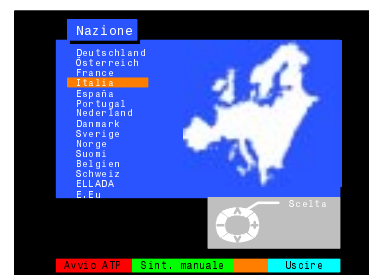 Nazione
Deutschland
Österreich
France
Italia
España
Portugal
Nederland
Danmark
Sverige
Norge
Suomi
Belgien
Schweiz
ELLADA
E.Eu
Scelta
Avvio ATP Sint. manuale Uscire